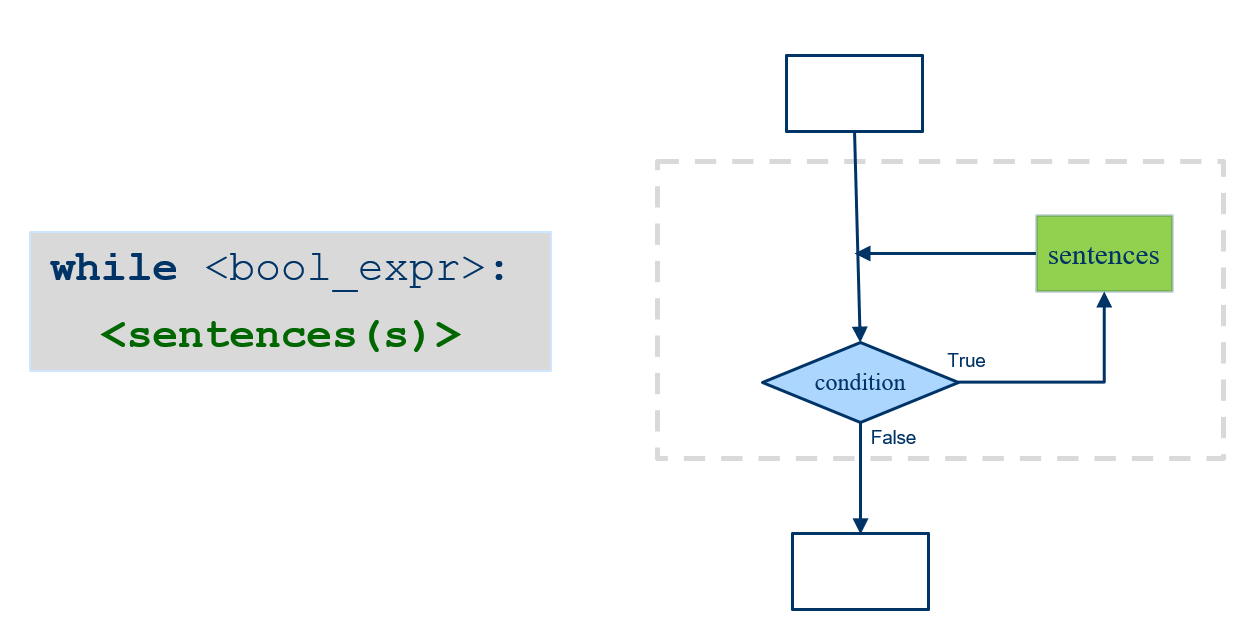 while <bool_expr>:
<sentences(s)>
sentences
True
condition
False